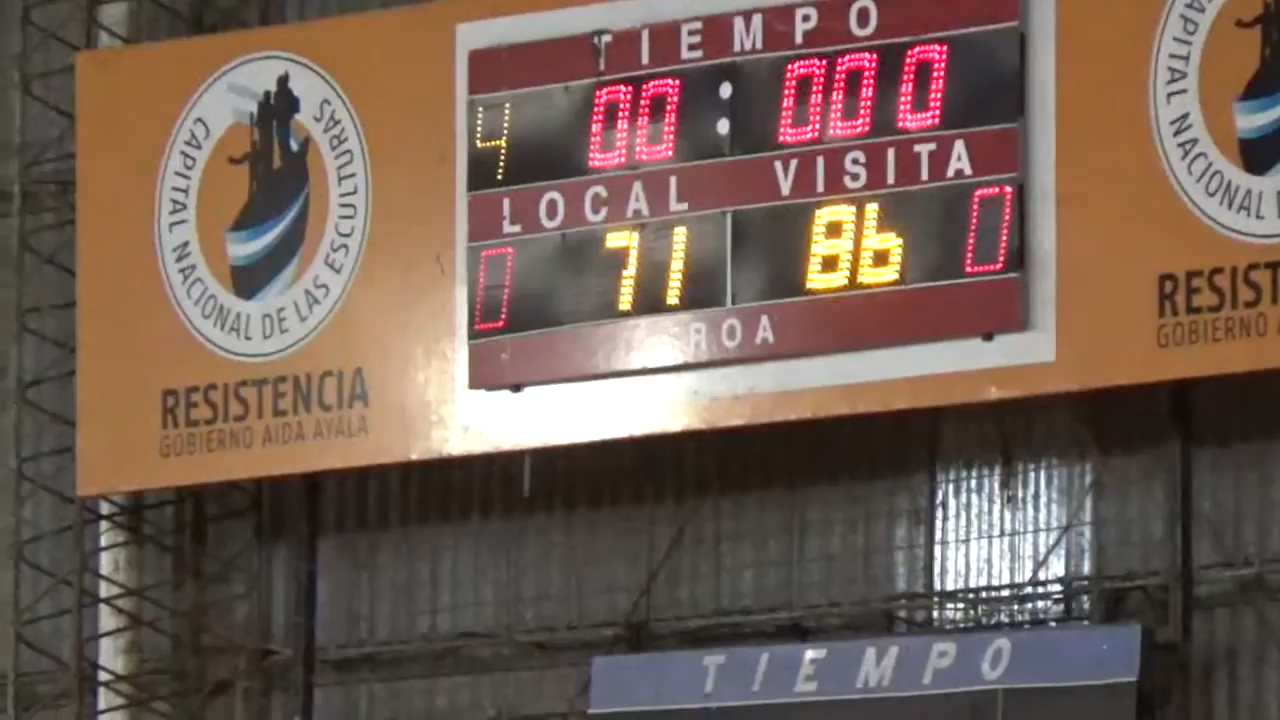 TIEMPO
4 00:00 0 0
LOCAL VISITA
0 71 86 0
ROA
CAPITAL NACIONAL DE LAS ESCULTURAS
RESISTENCIA
GOBIERNO AIDA AYALA
CAPITAL NACIONAL
RESIST
GOBIERNO
TIEMPO